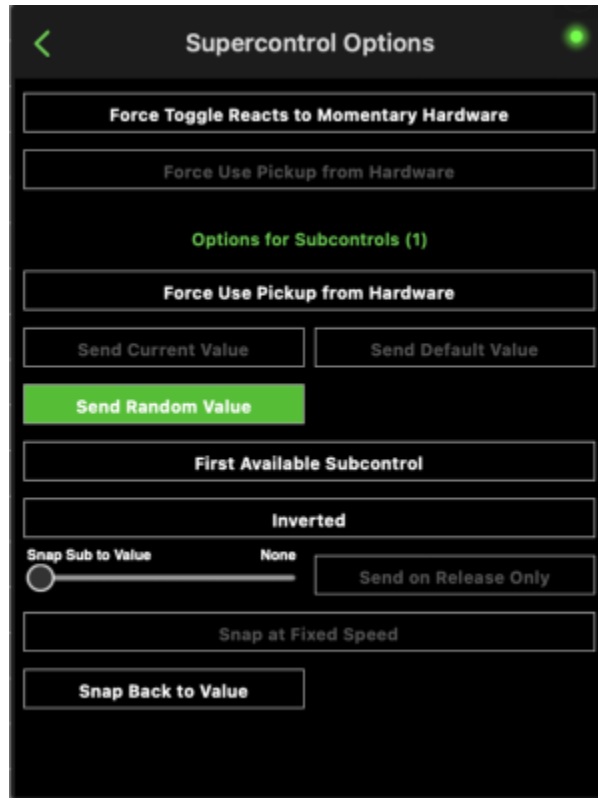 Supercontrol Options
Force Toggle Reacts to Momentary Hardware
Force Use Pickup from Hardware
Options for Subcontrols (1)
Force Use Pickup from Hardware
Send Current Value
Send Default Value
Send Random Value
First Available Subcontrol
Inverted
Snap Sub to Value
None
Send on Release Only
Snap at Fixed Speed
Snap Back to Value